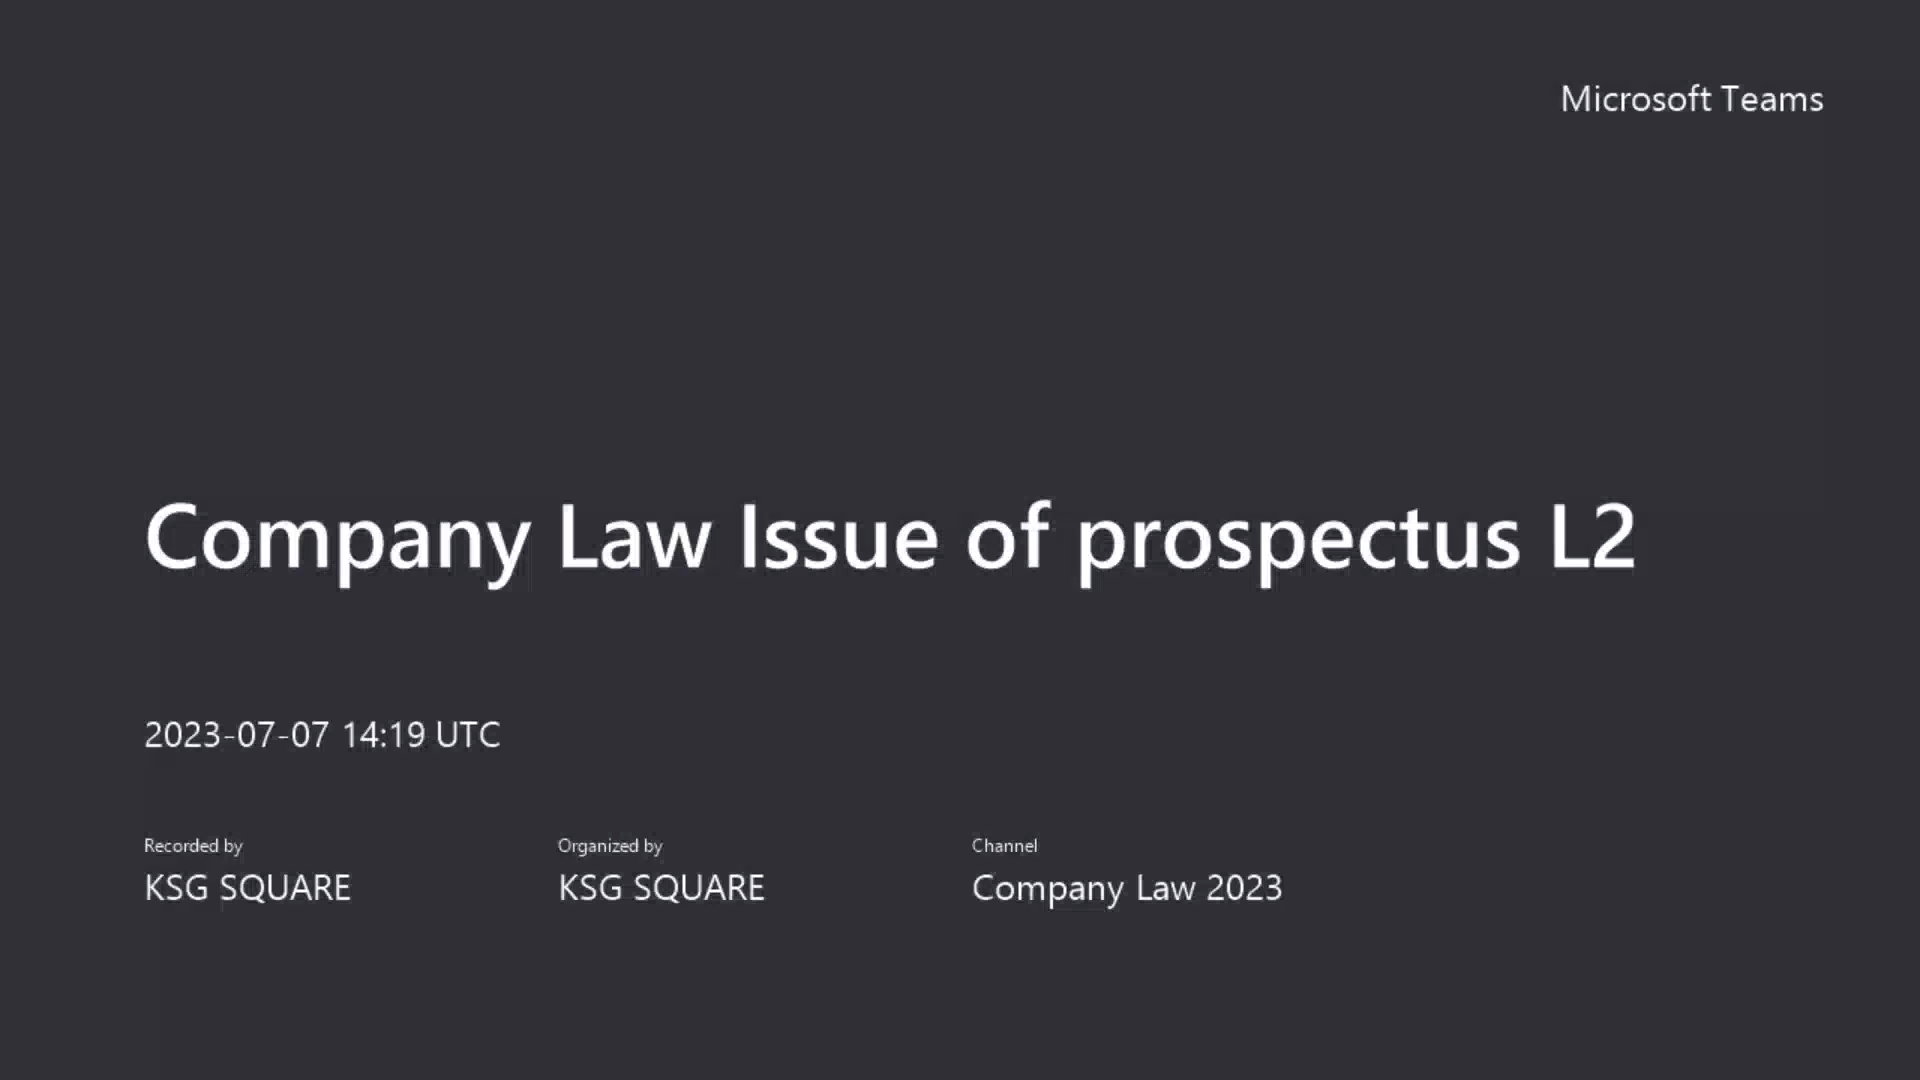 Microsoft Teams
Company Law Issue of prospectus L2
2023-07-07 14:19 UTC
Recorded by
KSG SQUARE
Organized by
KSG SQUARE
Channel
Company Law 2023